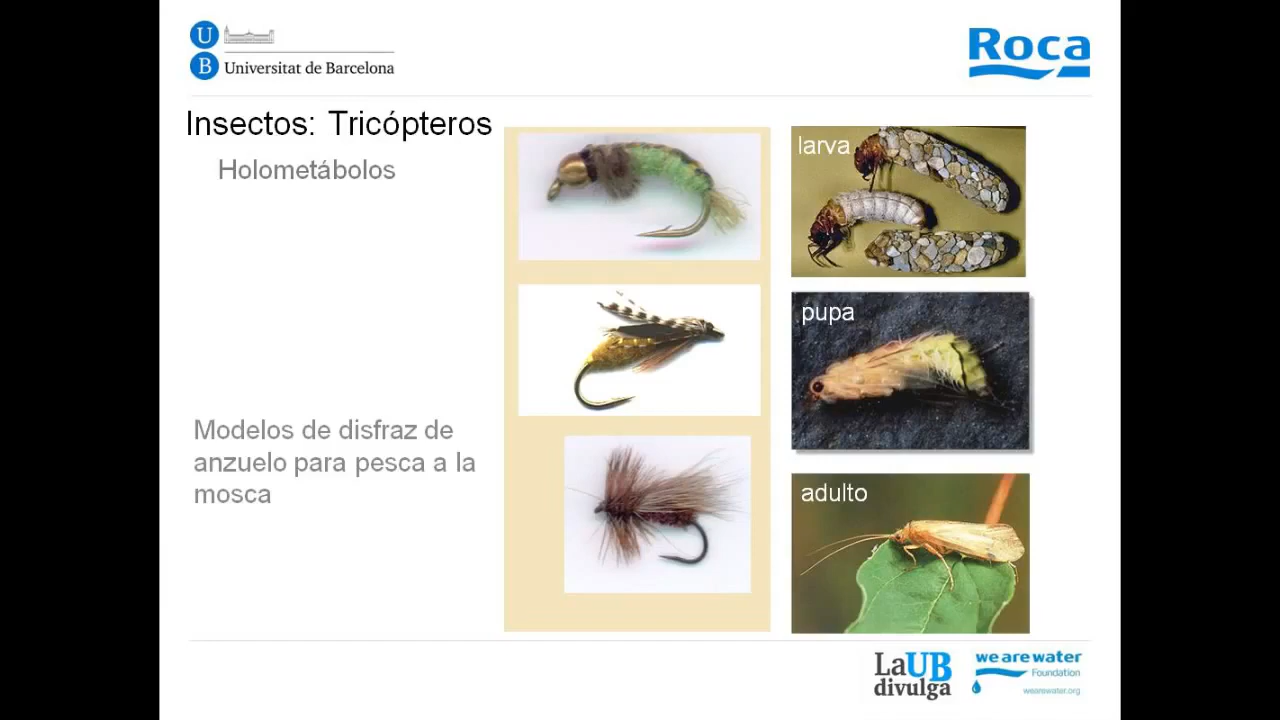 U
B
Universitat de Barcelona
Roca
Insectos: Tricópteros
Holometábolos
larva
pupa
Modelos de disfraz de
anzuelo para pesca a la
mosca
adulto
LaUB
divulga
we are water
Foundation
wearewater.org